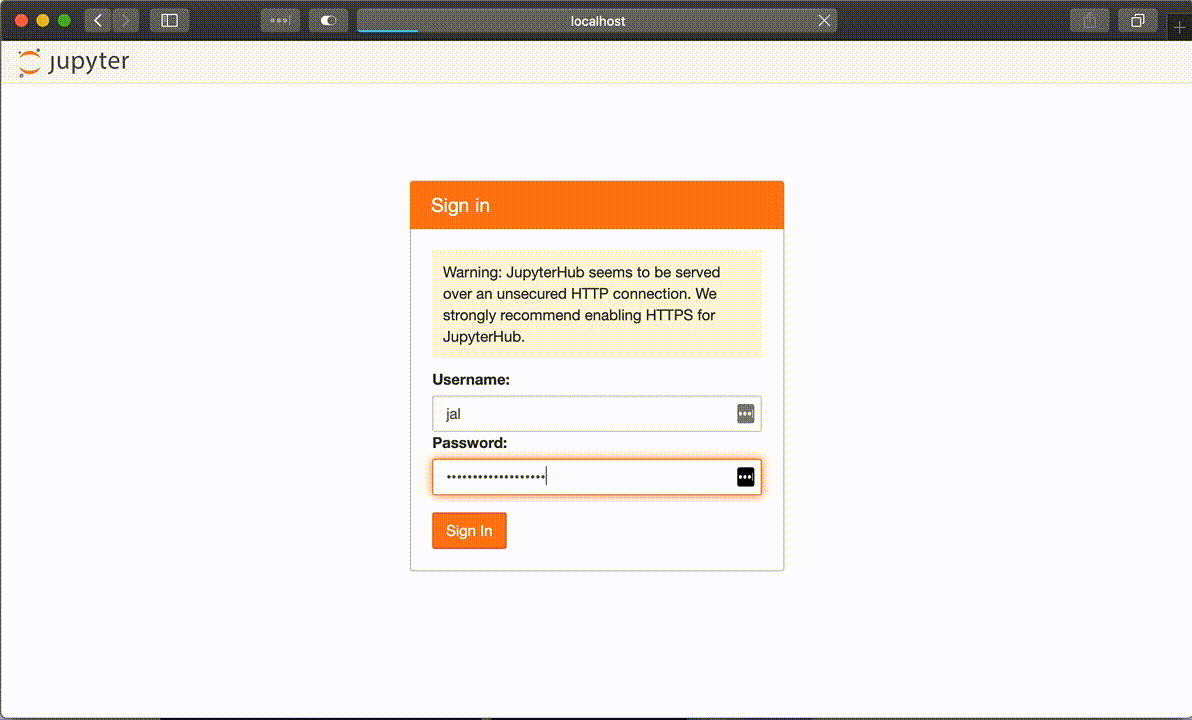 localhost
jupyter
Sign in
Warning: JupyterHub seems to be served
over an unsecured HTTP connection. We
strongly recommend enabling HTTPS for
JupyterHub.
Username:
jal
Password:
Sign In